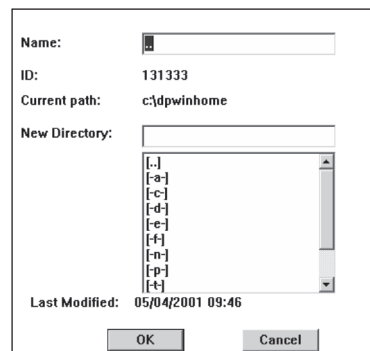 Name: ..
ID: 131333
Current path: c:\dpwinhome
New Directory:
[..]
[-a-]
[-c-]
[-d-]
[-e-]
[-f-]
[-n-]
[-p-]
[-t-]
Last Modified: 05/04/2001 09:46
OK Cancel